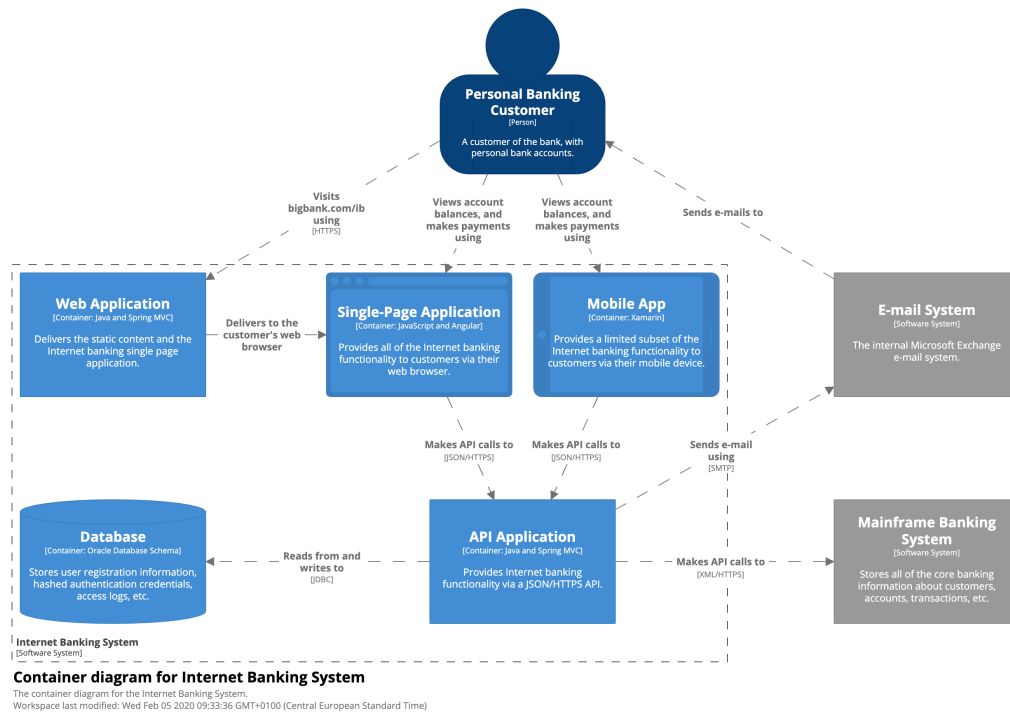 Personal Banking
Customer
[Person]
A customer of the bank, with
personal bank accounts.
Visits
bigbank.com/ib
using
[HTTPS]
Views account
balances, and
makes payments
using
Views account
balances, and
makes payments
using
Sends e-mails to
Web Application
[Container: Java and Spring MVC]
Delivers the static content and the
Internet banking single page
application.
Delivers to the
customer's web
browser
Single-Page Application
[Container: JavaScript and Angular]
Provides all of the Internet banking
functionality to customers via their
web browser.
Mobile App
[Container: Xamarin]
Provides a limited subset of the
Internet banking functionality to
customers via their mobile device.
E-mail System
[Software System]
The internal Microsoft Exchange
e-mail system.
Makes API calls to
[JSON/HTTPS]
Makes API calls to
[JSON/HTTPS]
Sends e-mail
using
[SMTP]
Database
[Container: Oracle Database Schema]
Stores user registration information,
hashed authentication credentials,
access logs, etc.
Reads from and
writes to
[JDBC]
API Application
[Container: Java and Spring MVC]
Provides Internet banking
functionality via a JSON/HTTPS API.
Makes API calls to
[XML/HTTPS]
Mainframe Banking
System
[Software System]
Stores all of the core banking
information about customers,
accounts, transactions, etc.
Internet Banking System
[Software System]
Container diagram for Internet Banking System
The container diagram for the Internet Banking System.
Workspace last modified: Wed Feb 05 2020 09:33:36 GMT+0100 (Central European Standard Time)